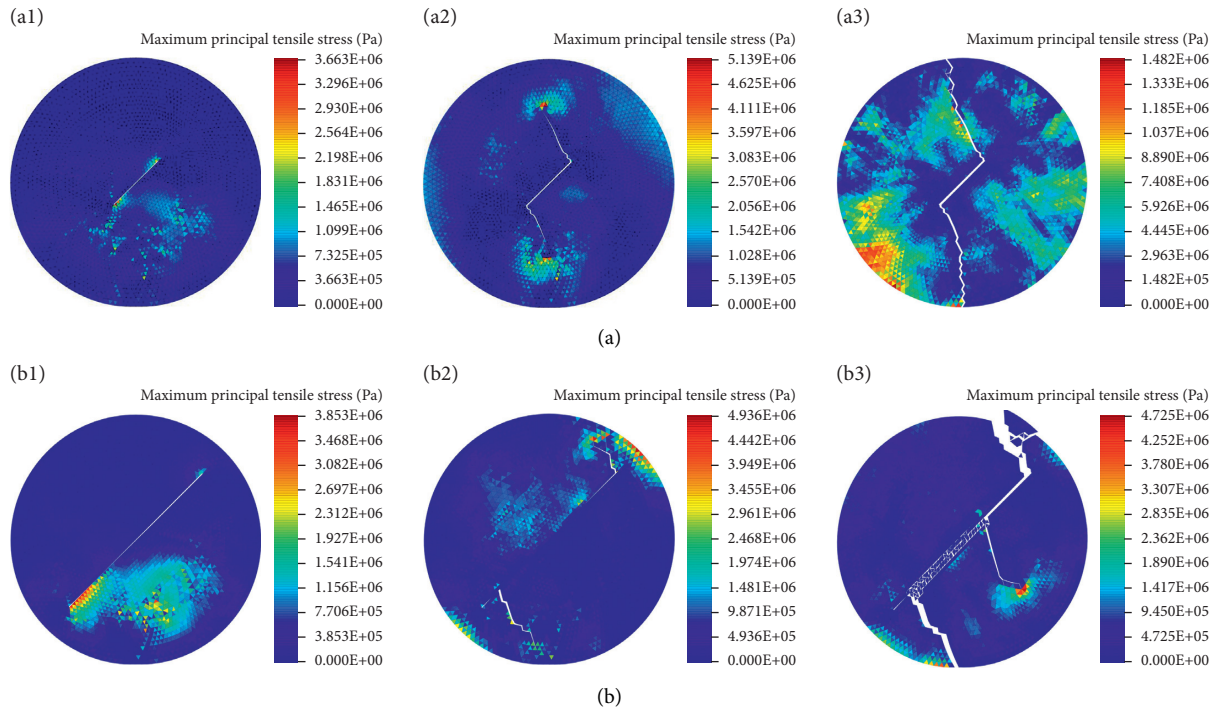 (a1)
Maximum principal tensile stress (Pa)
3.663E+06
3.296E+06
2.930E+06
2.564E+06
2.198E+06
1.831E+06
1.465E+06
1.099E+06
7.325E+05
3.663E+05
0.000E+00
(a2)
Maximum principal tensile stress (Pa)
5.139E+06
4.625E+06
4.111E+06
3.597E+06
3.083E+06
2.570E+06
2.056E+06
1.542E+06
1.028E+06
5.139E+05
0.000E+00
(a3)
Maximum principal tensile stress (Pa)
1.482E+06
1.333E+06
1.185E+06
1.037E+06
8.890E+06
7.408E+05
5.926E+05
4.445E+05
2.963E+05
1.482E+05
0.000E+00
(a)
(b1)
Maximum principal tensile stress (Pa)
3.853E+06
3.468E+06
3.082E+06
2.697E+06
2.312E+06
1.927E+06
1.541E+06
1.156E+06
7.706E+05
3.853E+05
0.000E+00
(b2)
Maximum principal tensile stress (Pa)
4.936E+06
4.442E+06
3.949E+06
3.455E+06
2.961E+06
2.468E+06
1.974E+06
1.481E+06
9.871E+05
4.936E+05
0.000E+00
(b3)
Maximum principal tensile stress (Pa)
4.725E+06
4.252E+06
3.780E+06
3.307E+06
2.835E+06
2.362E+06
1.890E+06
1.417E+06
9.450E+05
4.725E+05
0.000E+00
(b)